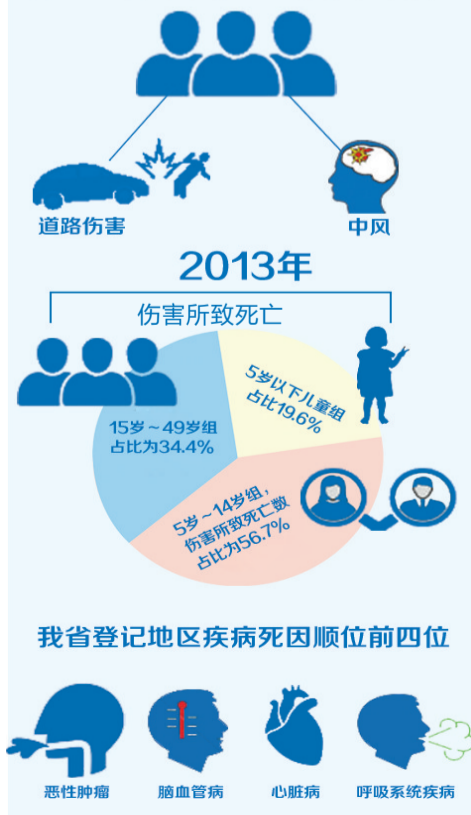 道路伤害
中风
2013年
伤害所致死亡
5岁以下儿童组
占比19.6%
15岁～49岁组
占比为34.4%
5岁～14岁组，
伤害所致死亡数
占比为56.7%
我省登记地区疾病死因顺位前四位
恶性肿瘤
脑血管病
心脏病
呼吸系统疾病